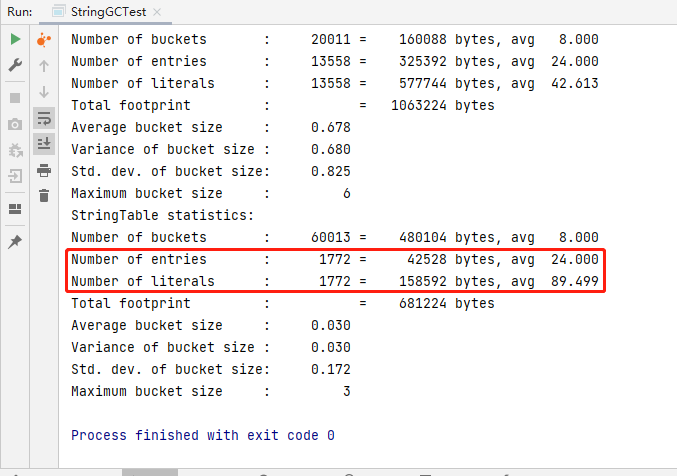 Run: StringGCTest
Number of buckets : 20011 = 160088 bytes, avg 8.000
Number of entries : 13558 = 325392 bytes, avg 24.000
Number of literals : 13558 = 577744 bytes, avg 42.613
Total footprint : = 1063224 bytes
Average bucket size : 0.678
Variance of bucket size : 0.680
Std. dev. of bucket size: 0.825
Maximum bucket size : 6
StringTable statistics:
Number of buckets : 60013 = 480104 bytes, avg 8.000
Number of entries : 1772 = 42528 bytes, avg 24.000
Number of literals : 1772 = 158592 bytes, avg 89.499
Total footprint : = 681224 bytes
Average bucket size : 0.030
Variance of bucket size : 0.030
Std. dev. of bucket size: 0.172
Maximum bucket size : 3
Process finished with exit code 0